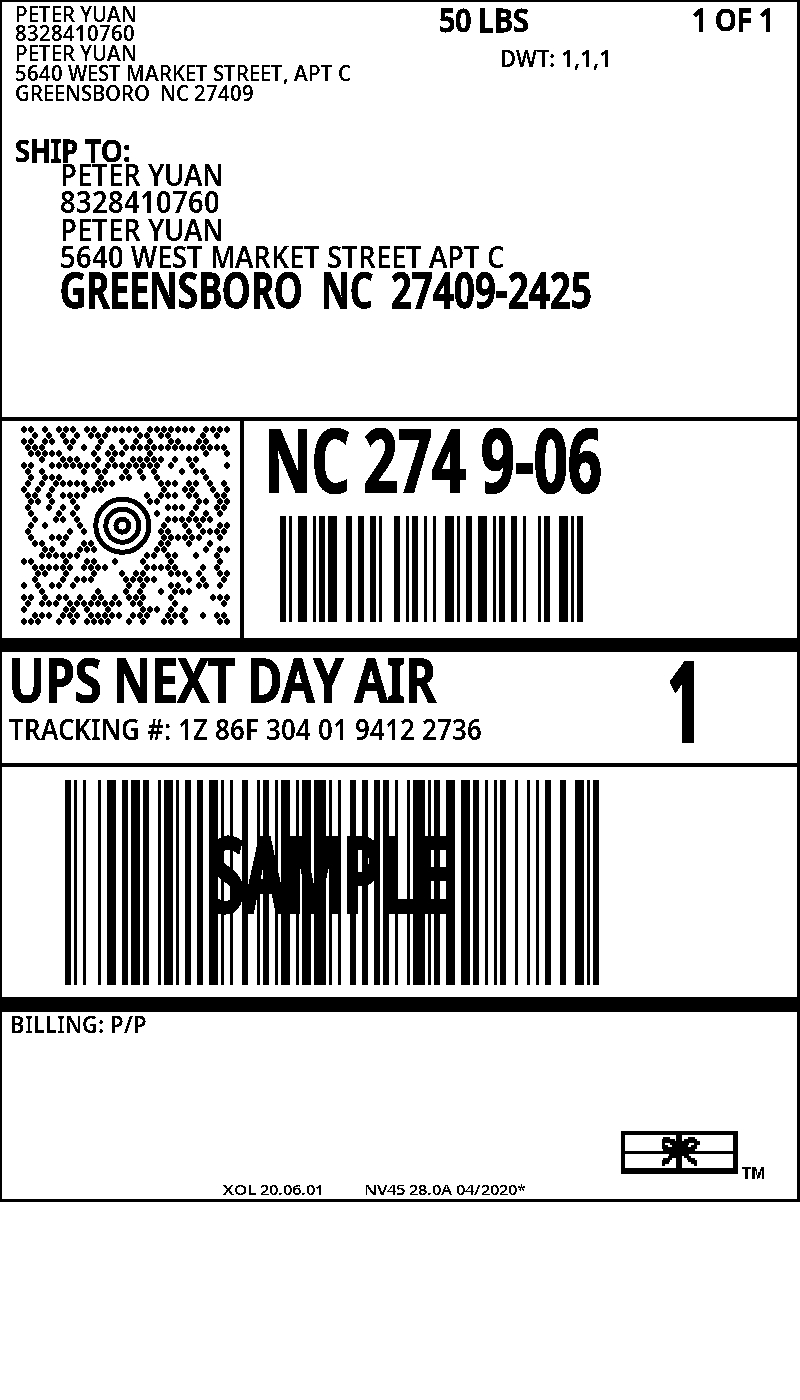 PETER YUAN
8328410760
PETER YUAN
5640 WEST MARKET STREET, APT C
GREENSBORO NC 27409
50 LBS
1 OF 1
DWT: 1,1,1
SHIP TO:
PETER YUAN
8328410760
PETER YUAN
5640 WEST MARKET STREET APT C
GREENSBORO NC 27409-2425
NC 274 9-06
UPS NEXT DAY AIR
TRACKING #: 1Z 86F 304 01 9412 2736
1
SAMPLE
BILLING: P/P
TM
XOL 20.06.01 NV45 28.0A 04/2020*